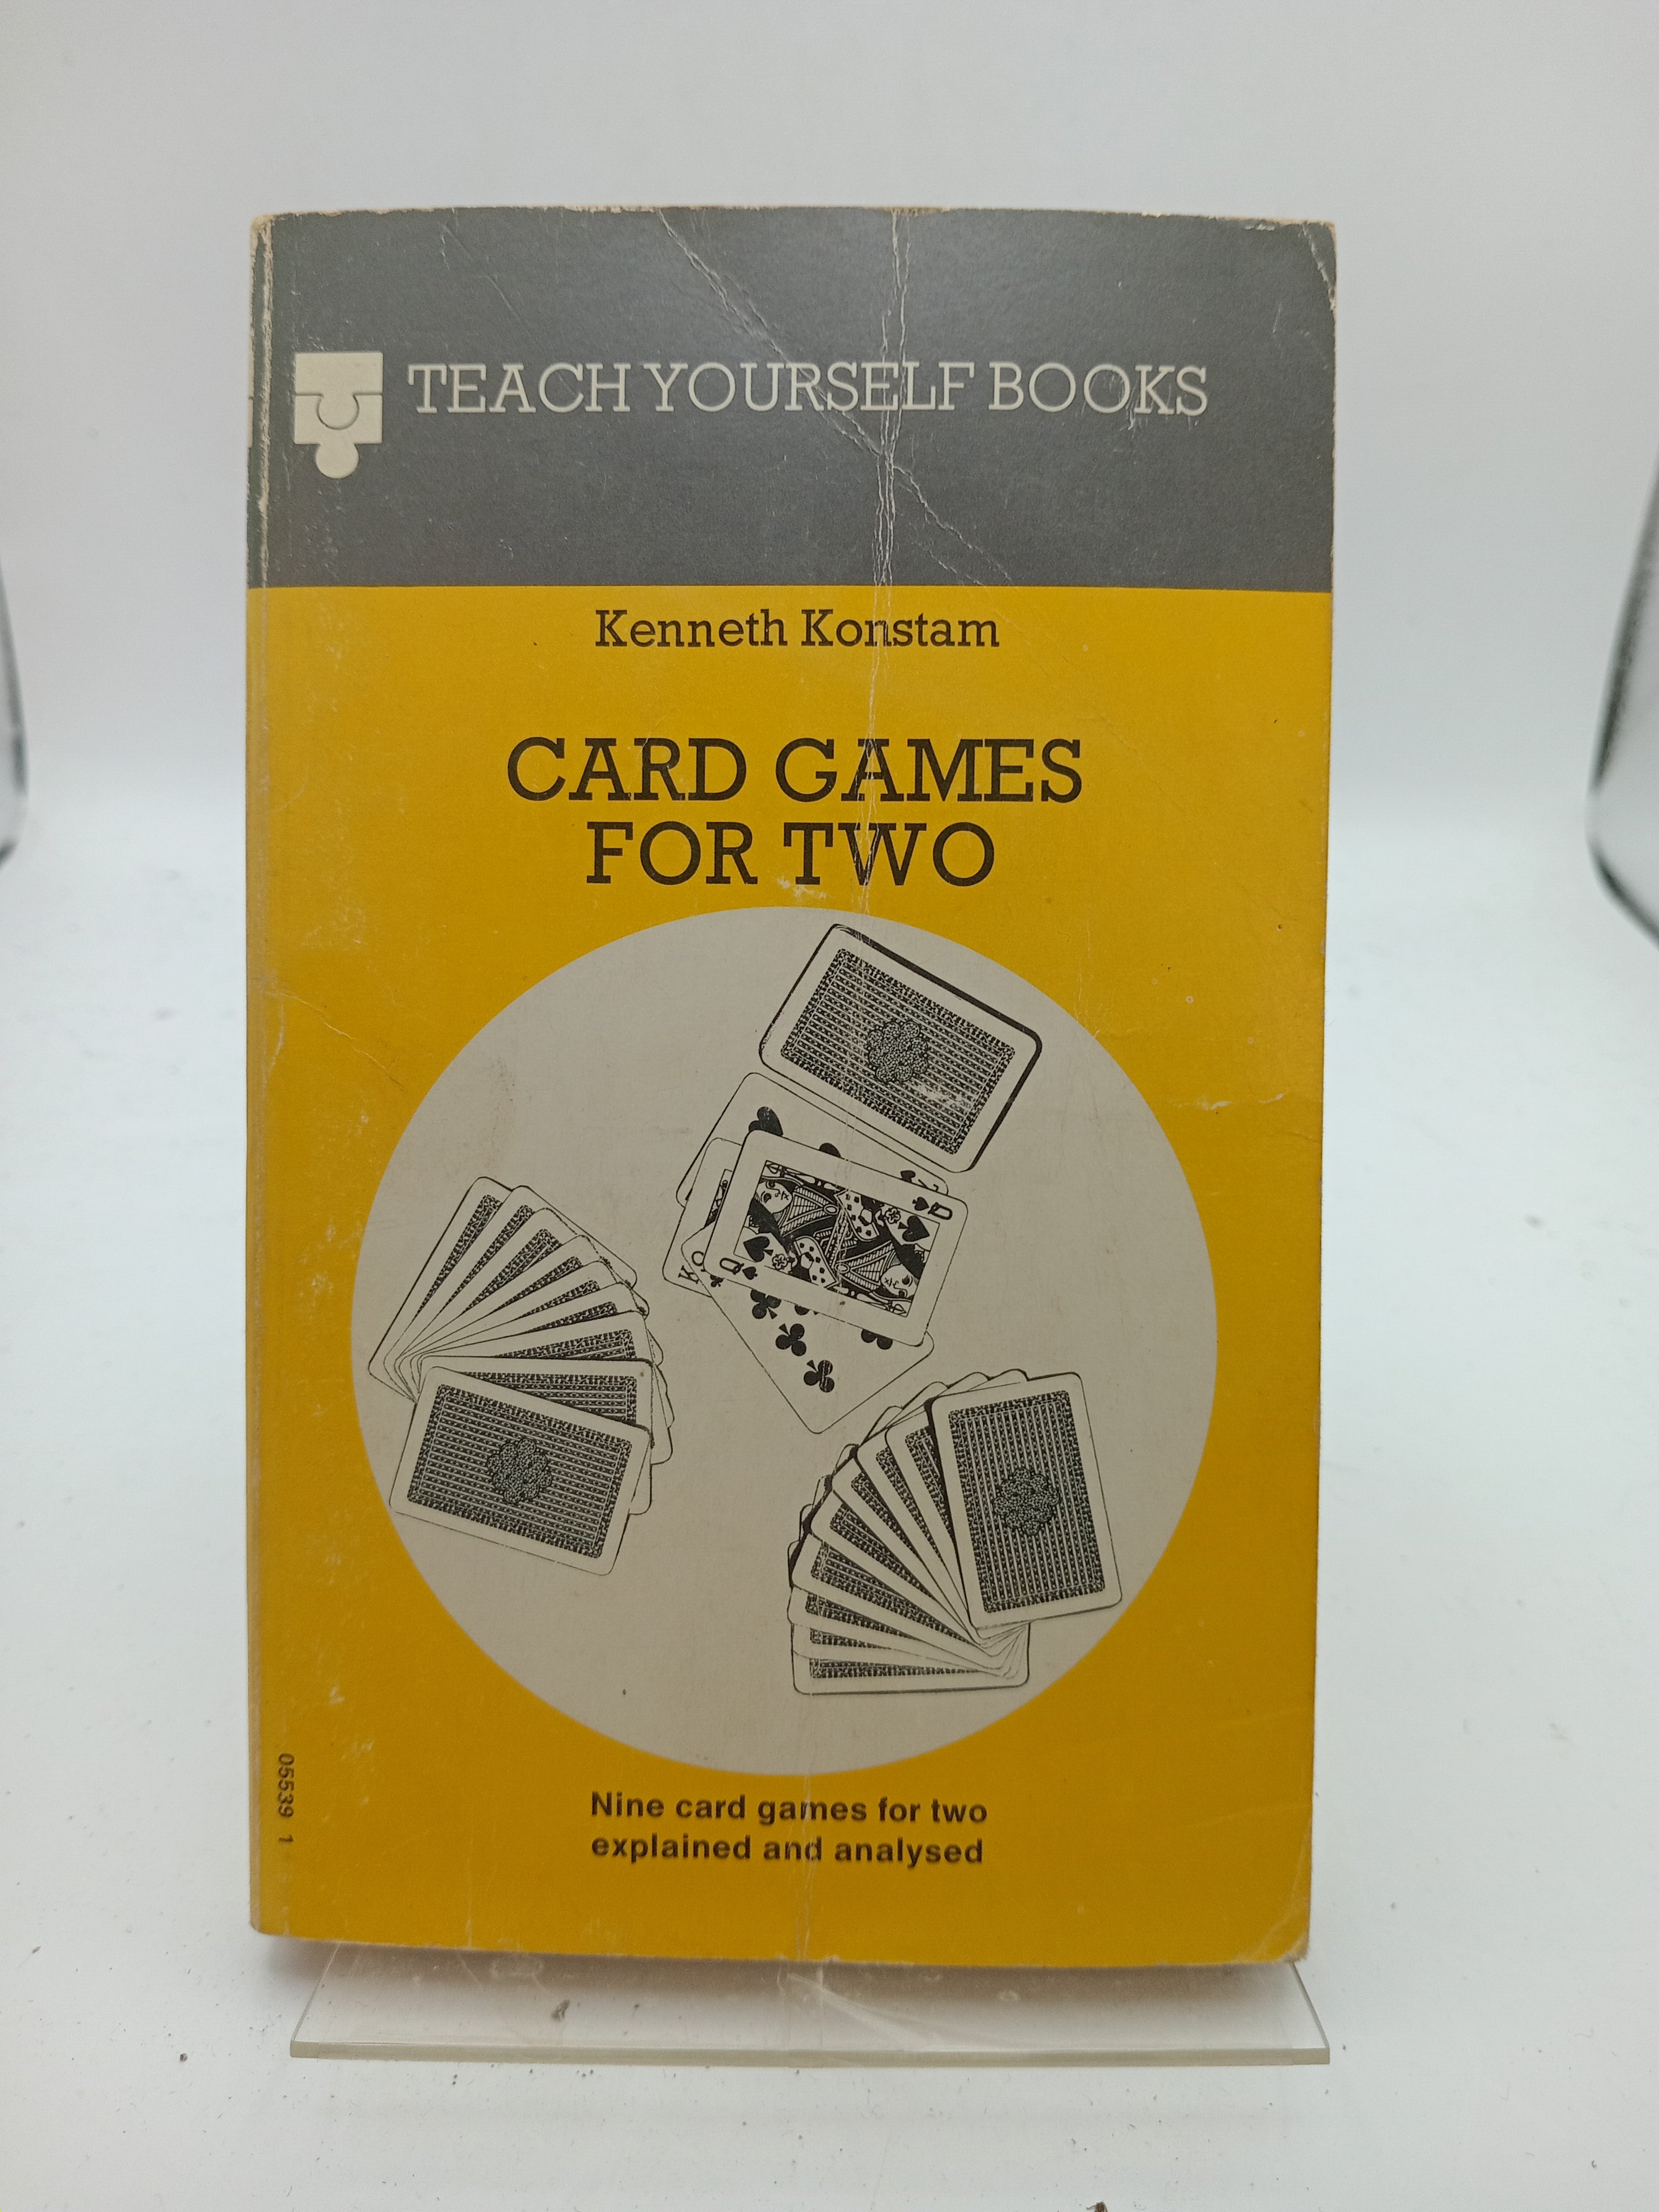 TEACH YOURSELF BOOKS
Kenneth Konstam
CARD GAMES
FOR TWO
Q
Q
K
Nine card games for two
explained and analysed
05539 1